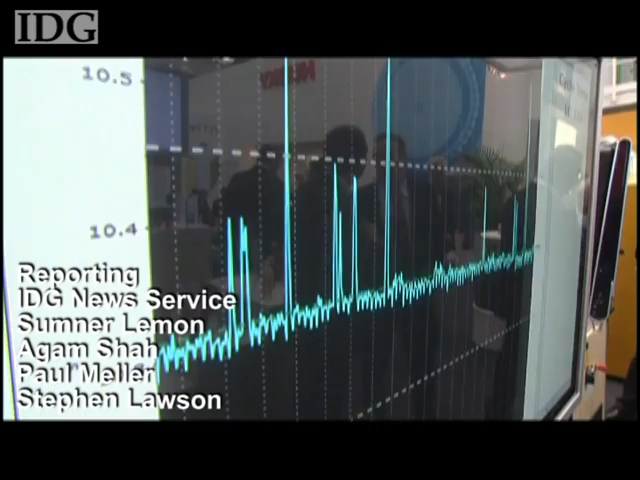 IDG
10.5
10.4
Reporting
IDG News Service
Sumner Lemon
Agam Shah
Paul Meller
Stephen Lawson